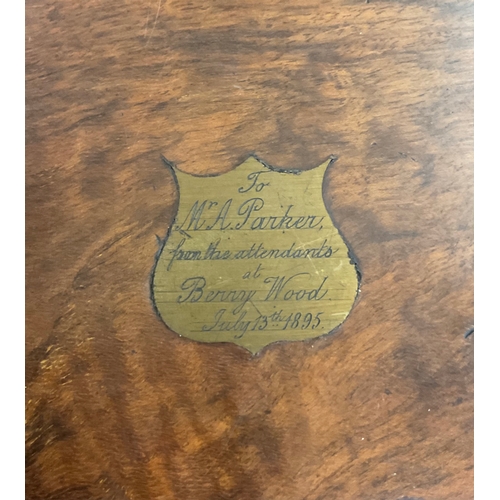 To
Mr A. Parker,
from the attendants
at
Berry Wood.
July 13th 1895.